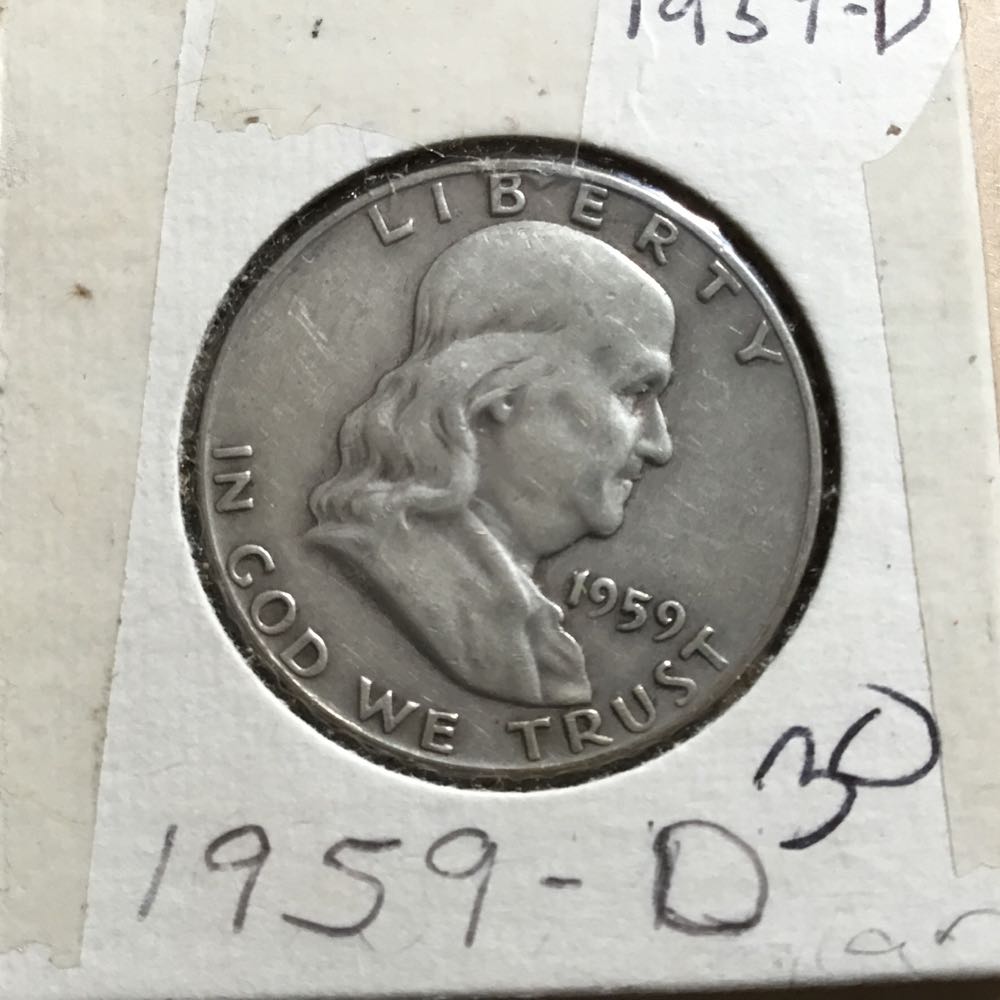 1959-D
LIBERTY
IN GOD WE TRUST
1959
30
1959-D